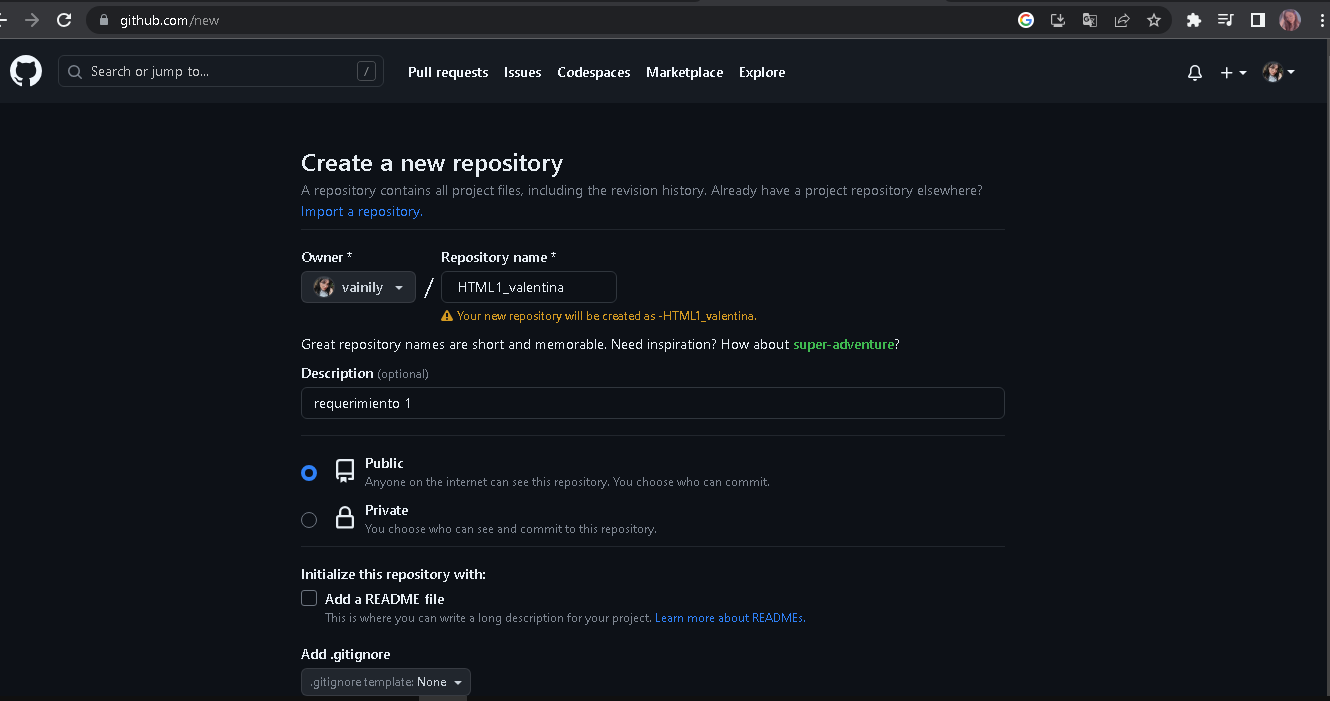 github.com/new
Search or jump to... / Pull requests Issues Codespaces Marketplace Explore
Create a new repository
A repository contains all project files, including the revision history. Already have a project repository elsewhere?
Import a repository.
Owner * Repository name *
vainily / HTML1_valentina
Your new repository will be created as -HTML1_valentina.
Great repository names are short and memorable. Need inspiration? How about super-adventure?
Description (optional)
requerimiento 1
Public
Anyone on the internet can see this repository. You choose who can commit.
Private
You choose who can see and commit to this repository.
Initialize this repository with:
Add a README file
This is where you can write a long description for your project. Learn more about READMEs.
Add .gitignore
.gitignore template: None